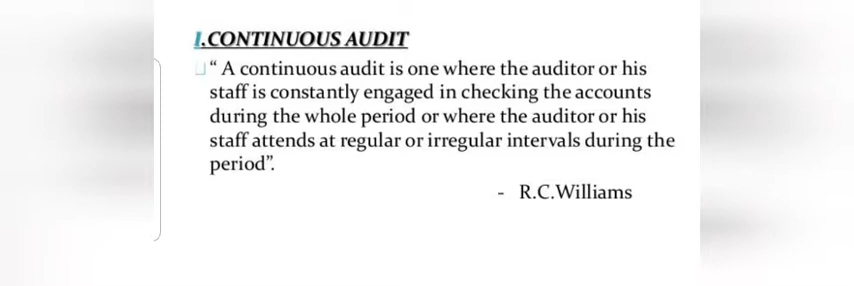 I.CONTINUOUS AUDIT
“ A continuous audit is one where the auditor or his
staff is constantly engaged in checking the accounts
during the whole period or where the auditor or his
staff attends at regular or irregular intervals during the
period”.
- R.C.Williams